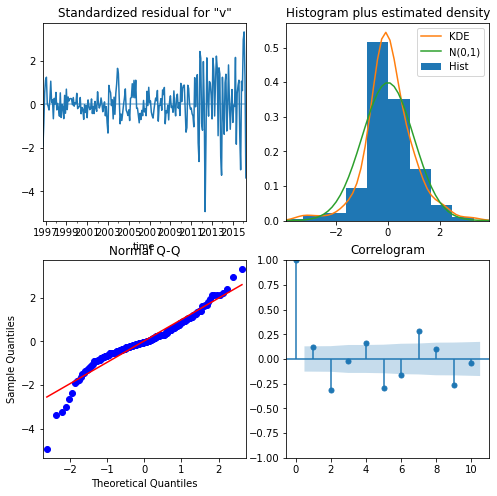 Standardized residual for "v"
2
0
−2
−4
1997 1999 2001 2003 2005 2007 2009 2011 2013 2015
time
Histogram plus estimated density
KDE
N(0,1)
Hist
0.5
0.4
0.3
0.2
0.1
0.0
−2 0 2
Normal Q-Q
Sample Quantiles
2
0
−2
−4
−2 −1 0 1 2
Theoretical Quantiles
Correlogram
1.00
0.75
0.50
0.25
0.00
−0.25
−0.50
−0.75
−1.00
0 2 4 6 8 10